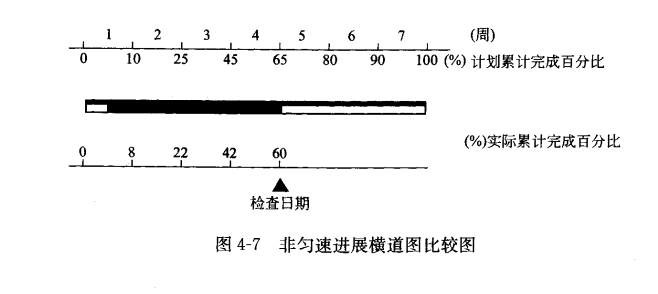 1 2 3 4 5 6 7 (周)
0 10 25 45 65 80 90 100 (%) 计划累计完成百分比
(%)实际累计完成百分比
0 8 22 42 60
检查日期
图 4-7 非匀速进展横道图比较图